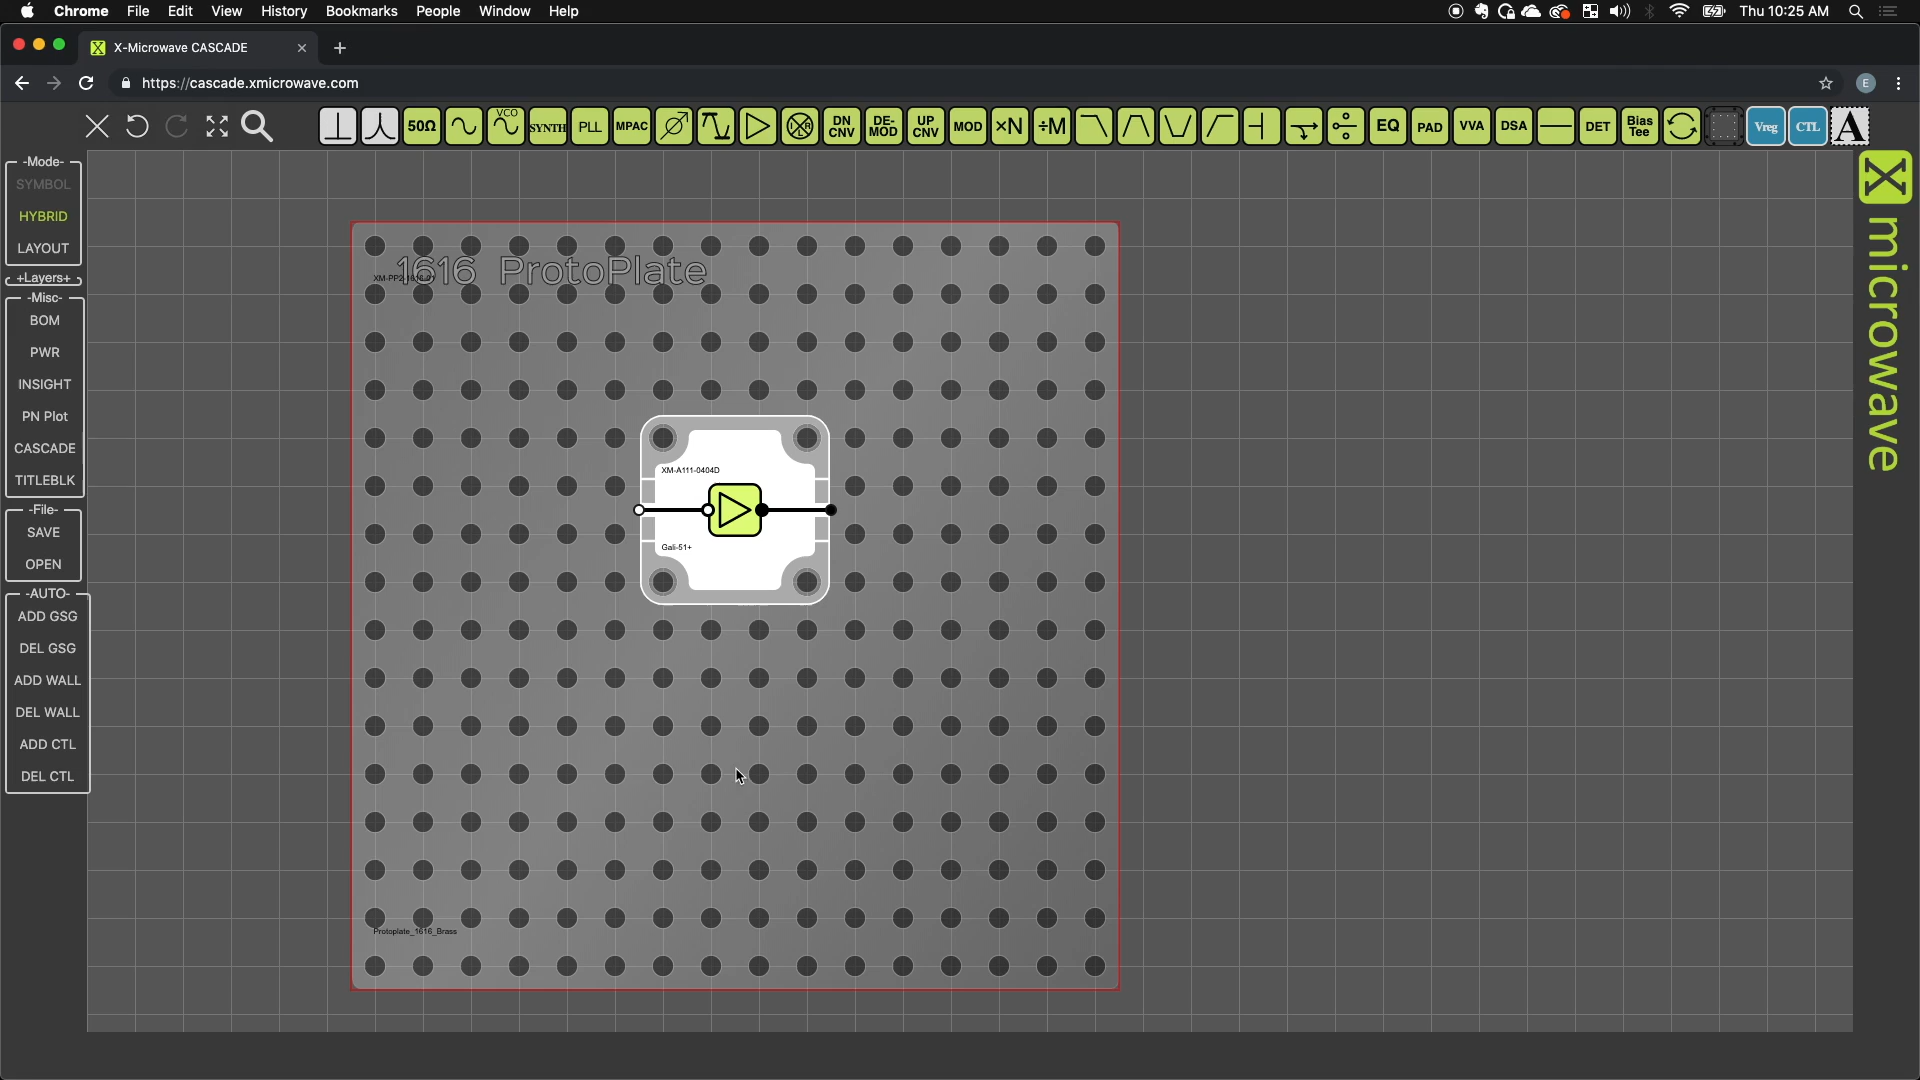 Chrome File Edit View History Bookmarks People Window Help Thu 10:25 AM
X-Microwave CASCADE
https://cascade.xmicrowave.com E
50Ω VCO SYNTH PLL MPAC DN CNV DE-MOD UP CNV MOD ×N ÷M EQ PAD VVA DSA DET Bias Tee Vreg CTL A
-Mode-
SYMBOL
HYBRID
LAYOUT
+Layers+
-Misc-
BOM
PWR
INSIGHT
PN Plot
CASCADE
TITLEBLK
-File-
SAVE
OPEN
-AUTO-
ADD GSG
DEL GSG
ADD WALL
DEL WALL
ADD CTL
DEL CTL
1616 ProtoPlate
XM-A111-0404D
Gali-51+
Protoplate_1616_Brass
X microwave